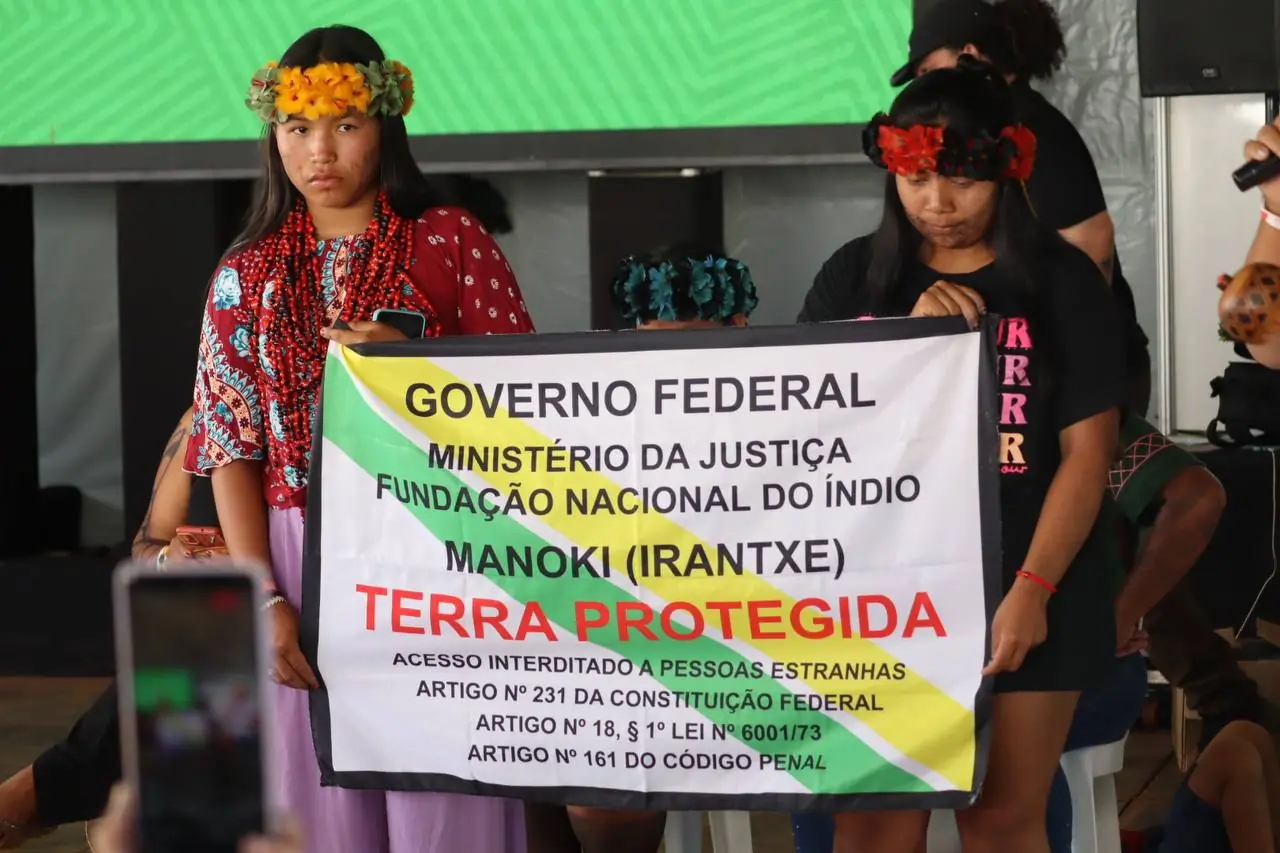 GOVERNO FEDERAL
MINISTÉRIO DA JUSTIÇA
FUNDAÇÃO NACIONAL DO ÍNDIO
MANOKI (IRANTXE)
TERRA PROTEGIDA
ACESSO INTERDITADO A PESSOAS ESTRANHAS
ARTIGO Nº 231 DA CONSTITUIÇÃO FEDERAL
ARTIGO Nº 18, § 1º LEI Nº 6001/73
ARTIGO Nº 161 DO CÓDIGO PENAL